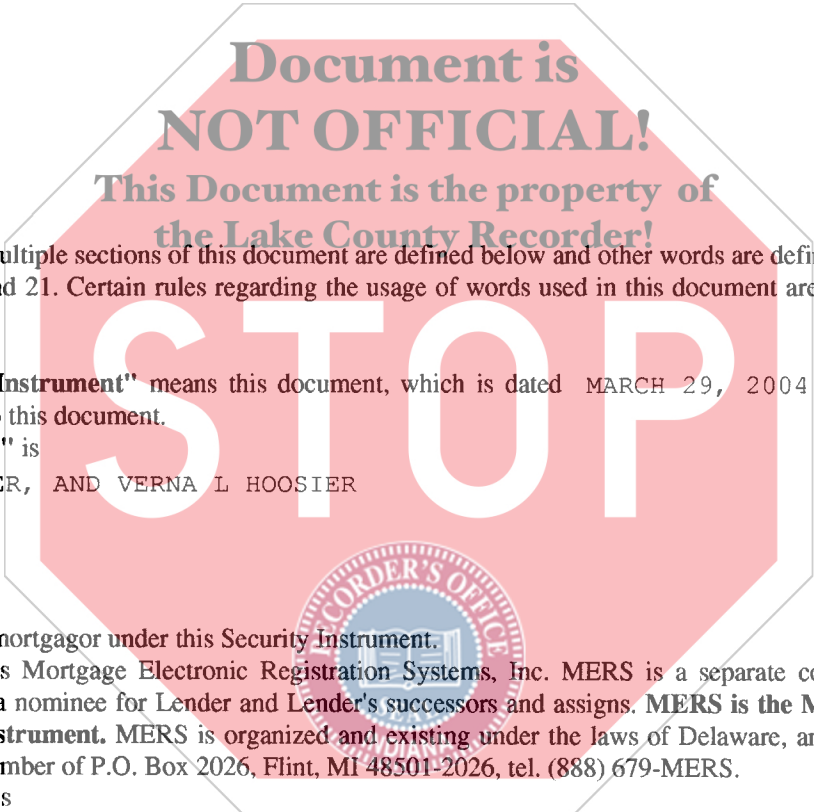 Document is
NOT OFFICIAL!
This Document is the property of
the Lake County Recorder!
ultiple sections of this document are defined below and other words are defi
d 21. Certain rules regarding the usage of words used in this document are
STOP
Instrument" means this document, which is dated MARCH 29, 2004
this document.
" is
ER, AND VERNA L HOOSIER
RECORDER'S OFFICE
mortgagor under this Security Instrument.
s Mortgage Electronic Registration Systems, Inc. MERS is a separate co
a nominee for Lender and Lender's successors and assigns. MERS is the M
strument. MERS is organized and existing under the laws of Delaware, an
INDIANA
mber of P.O. Box 2026, Flint, MI 48501-2026, tel. (888) 679-MERS.
s